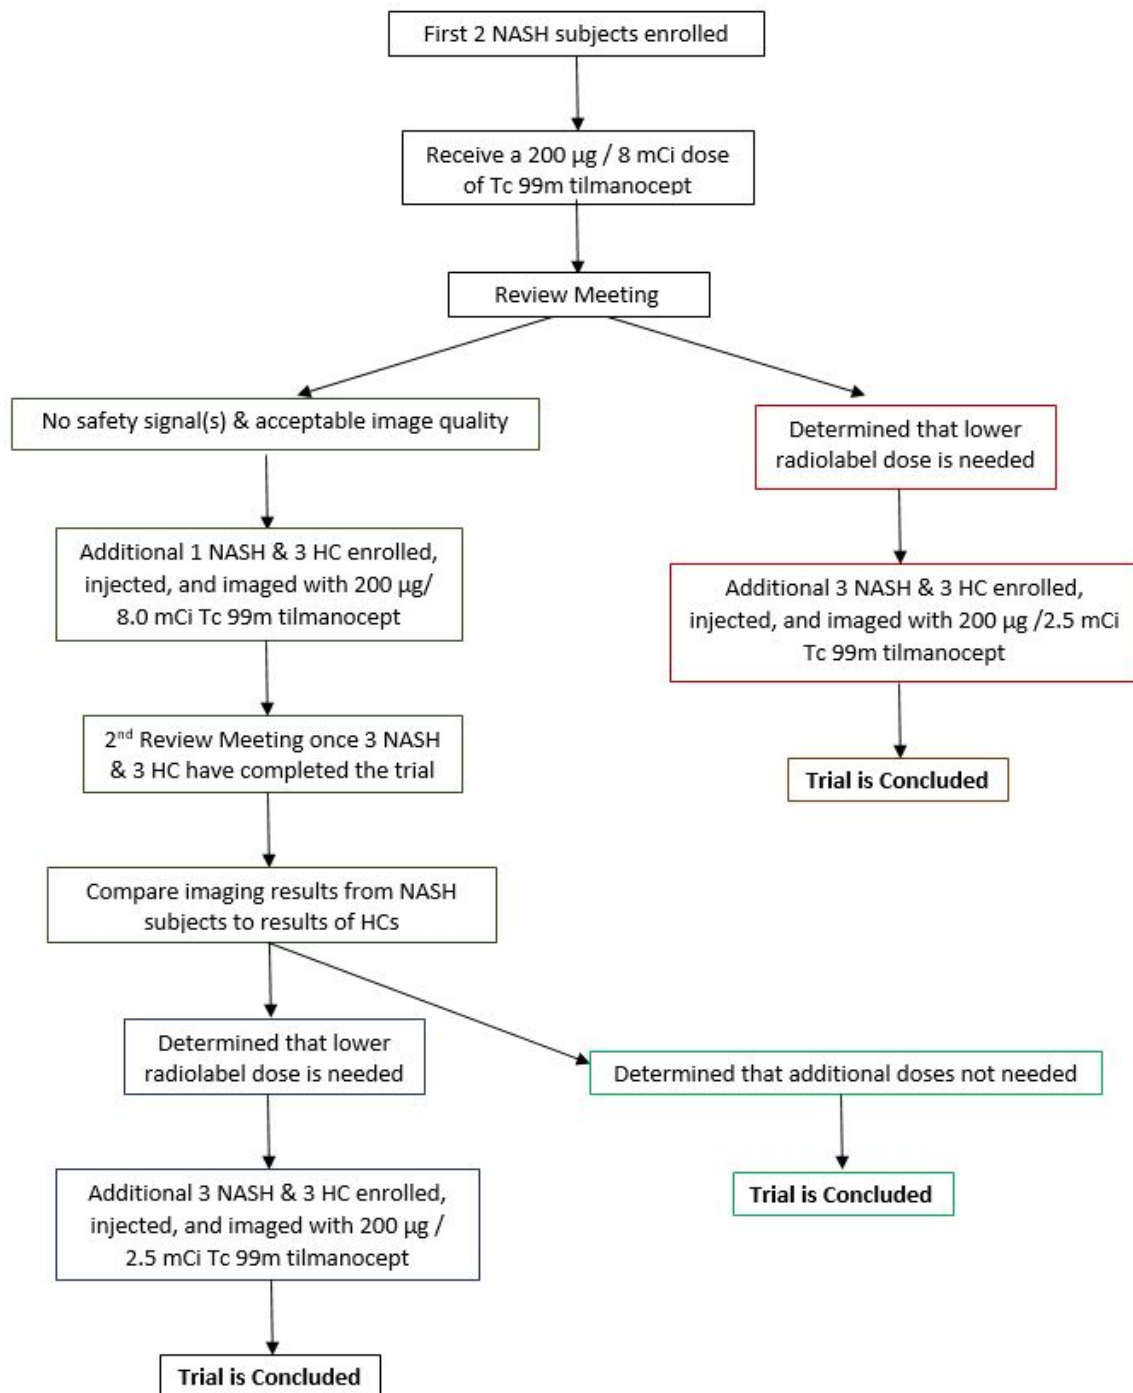 First 2 NASH subjects enrolled
Receive a 200 µg / 8 mCi dose
of Tc 99m tilmanocept
Review Meeting
No safety signal(s) & acceptable image quality
Determined that lower
radiolabel dose is needed
Additional 1 NASH & 3 HC enrolled,
injected, and imaged with 200 µg/
8.0 mCi Tc 99m tilmanocept
Additional 3 NASH & 3 HC enrolled,
injected, and imaged with 200 µg /2.5 mCi
Tc 99m tilmanocept
2nd Review Meeting once 3 NASH
& 3 HC have completed the trial
Trial is Concluded
Compare imaging results from NASH
subjects to results of HCs
Determined that lower
radiolabel dose is needed
Determined that additional doses not needed
Additional 3 NASH & 3 HC enrolled,
injected, and imaged with 200 µg /
2.5 mCi Tc 99m tilmanocept
Trial is Concluded
Trial is Concluded